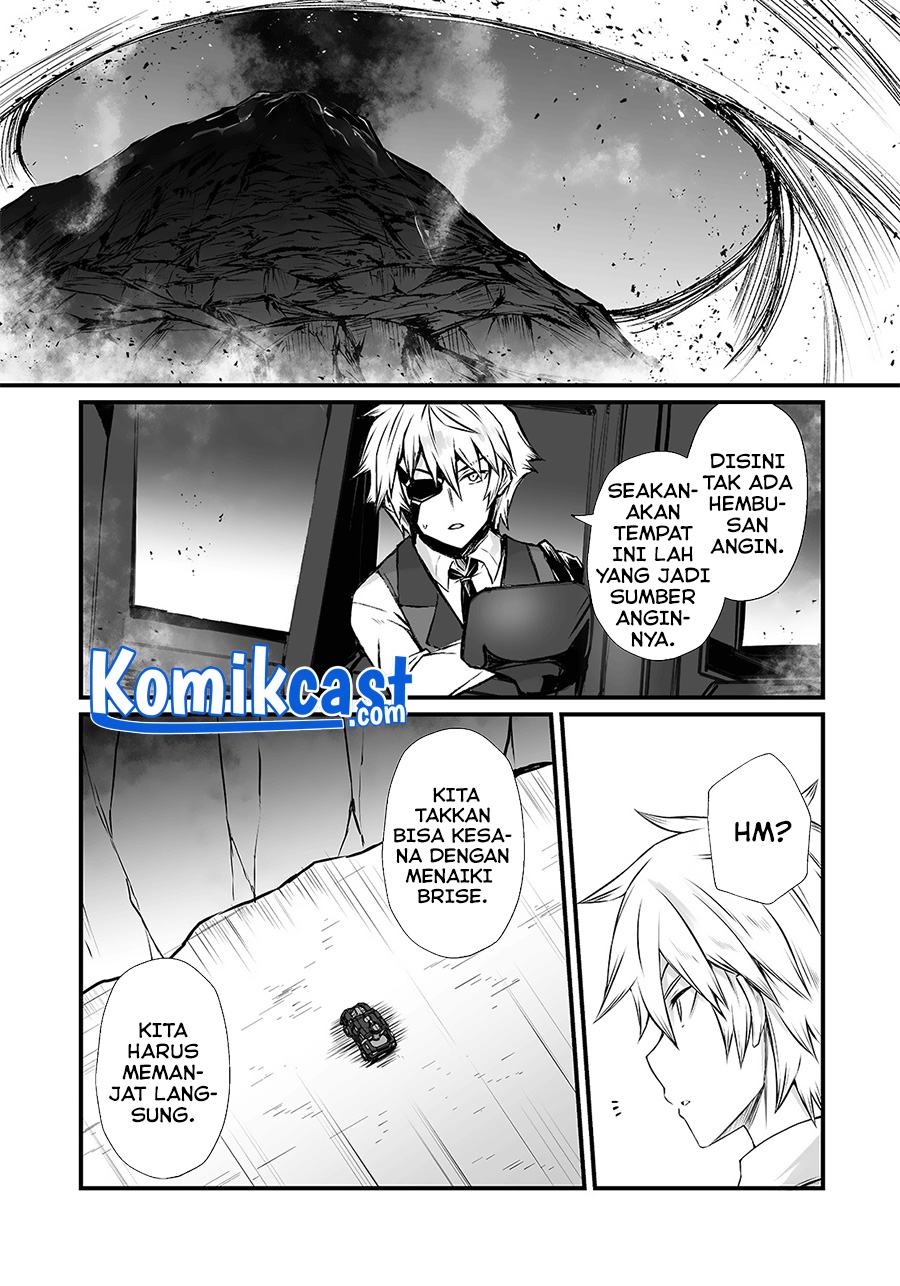 DISINI
TAK ADA
HEMBU-
SAN
ANGIN.
SEAKAN-
AKAN
TEMPAT
INI LAH
YANG JADI
SUMBER
ANGIN-
NYA.
Komikcast
.com
HM?
KITA
TAKKAN
BISA KESA-
NA DENGAN
MENAIKI
BRISE.
KITA
HARUS
MEMAN-
JAT LANG-
SUNG.